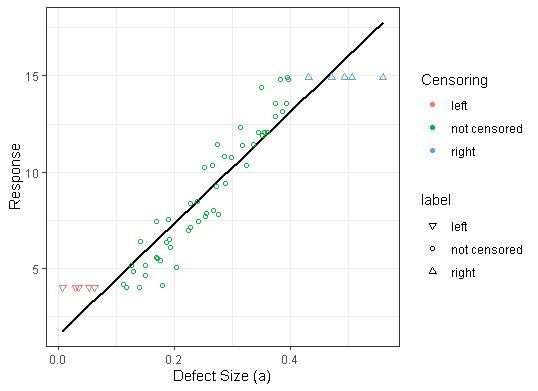 15
10
5
Response
0.0
0.2
0.4
Defect Size (a)
Censoring
left
not censored
right
label
left
not censored
right